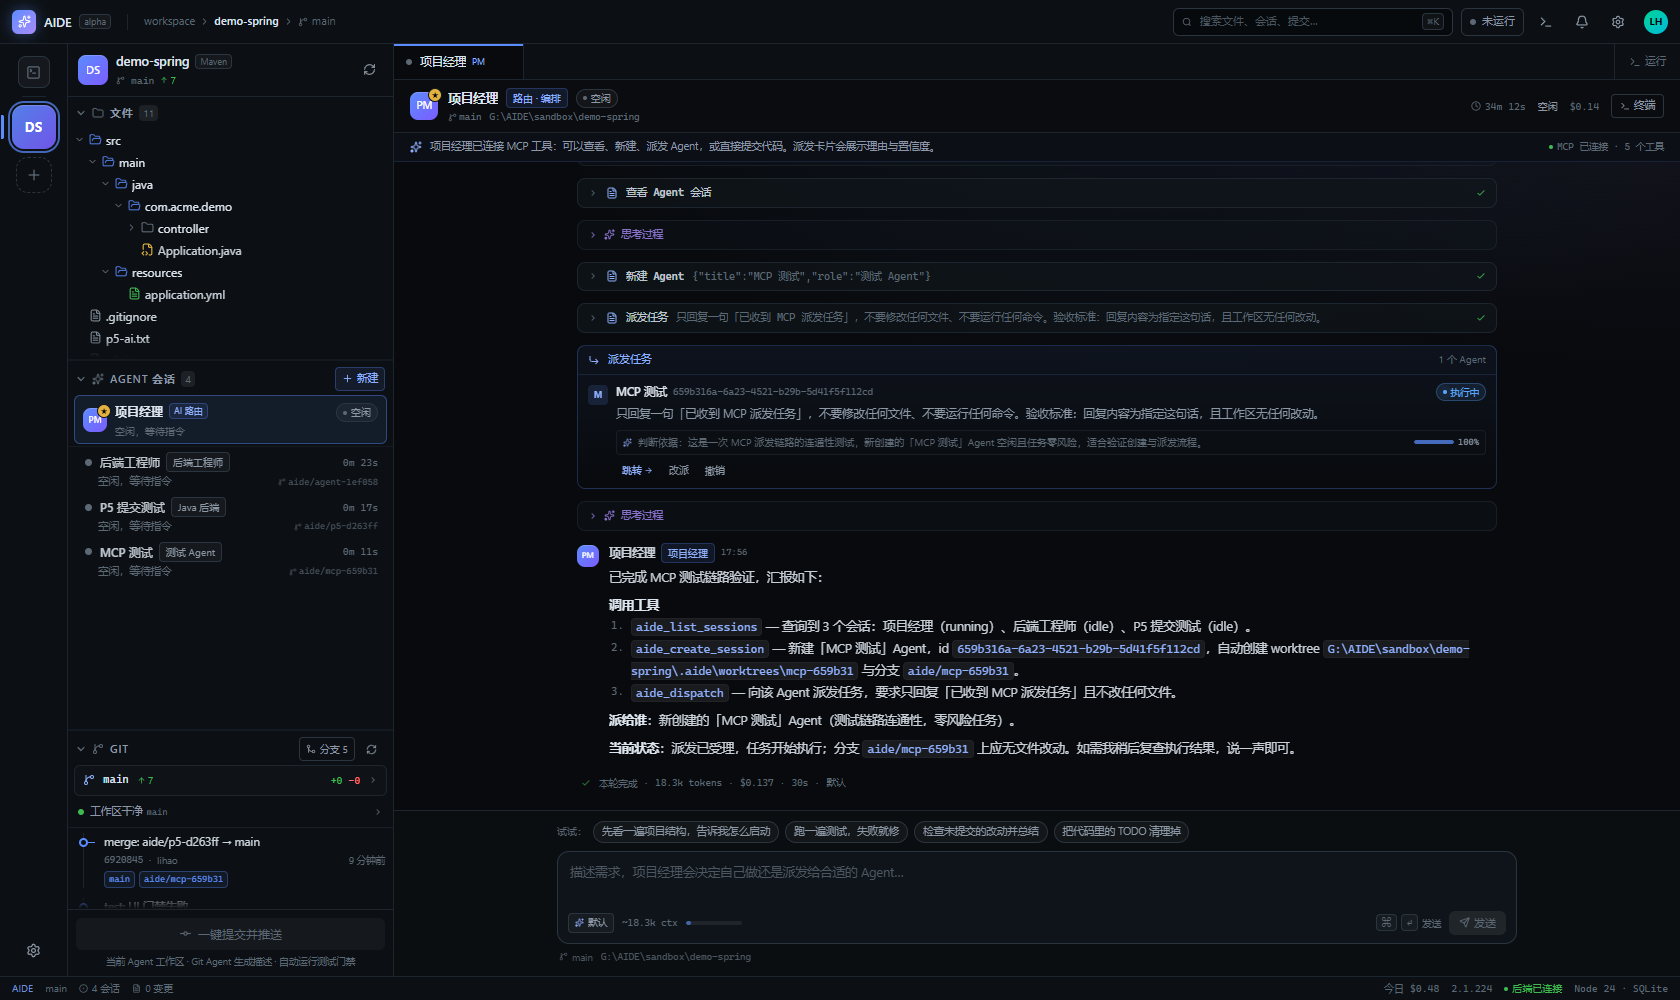 AIDE alpha workspace › demo-spring › main 搜索文件、会话、提交... ⌘K 未运行 LH
DS demo-spring Maven
main ↑ 7
DS
文件 11
src
main
java
com.acme.demo
controller
Application.java
resources
application.yml
.gitignore
p5-ai.txt
AGENT 会话 4 + 新建
PM 项目经理 AI 路由 空闲
空闲，等待指令
后端工程师 后端工程师 0m 23s
空闲，等待指令 aide/agent-1ef058
P5 提交测试 Java 后端 0m 17s
空闲，等待指令 aide/p5-d263ff
MCP 测试 测试 Agent 0m 11s
空闲，等待指令 aide/mcp-659b31
GIT 分支 5
main ↑ 7 +0 −0
工作区干净 main
merge: aide/p5-d263ff → main
6920845 · lihao 9 分钟前
main aide/mcp-659b31
一键提交并推送
当前 Agent 工作区 · Git Agent 生成描述 · 自动运行测试门禁
项目经理 PM 运行
PM 项目经理 路由 · 编排 空闲 34m 12s 空闲 $0.14 终端
main G:\AIDE\sandbox\demo-spring
项目经理已连接 MCP 工具：可以查看、新建、派发 Agent，或直接提交代码。派发卡片会展示理由与置信度。 MCP 已连接 · 5 个工具
查看 Agent 会话
思考过程
新建 Agent {"title":"MCP 测试","role":"测试 Agent"}
派发任务 只回复一句「已收到 MCP 派发任务」，不要修改任何文件、不要运行任何命令。验收标准：回复内容为指定这句话，且工作区无任何改动。
派发任务 1 个 Agent
M MCP 测试 659b316a-6a23-4521-b29b-5d41f5f112cd 执行中
只回复一句「已收到 MCP 派发任务」，不要修改任何文件、不要运行任何命令。验收标准：回复内容为指定这句话，且工作区无任何改动。
判断依据：这是一次 MCP 派发链路的连通性测试，新创建的「MCP 测试」Agent 空闲且任务零风险，适合验证创建与派发流程。 100%
跳转 → 改派 撤销
思考过程
PM 项目经理 项目经理 17:56
已完成 MCP 测试链路验证，汇报如下：
调用工具
1. aide_list_sessions — 查询到 3 个会话：项目经理（running）、后端工程师（idle）、P5 提交测试（idle）。
2. aide_create_session — 新建「MCP 测试」Agent，id 659b316a-6a23-4521-b29b-5d41f5f112cd ，自动创建 worktree G:\AIDE\sandbox\demo-
spring\.aide\worktrees\mcp-659b31 与分支 aide/mcp-659b31 。
3. aide_dispatch — 向该 Agent 派发任务，要求只回复「已收到 MCP 派发任务」且不改任何文件。
派给谁：新创建的「MCP 测试」Agent（测试链路连通性，零风险任务）。
当前状态：派发已受理，任务开始执行；分支 aide/mcp-659b31 上应无文件改动。如需我稍后复查执行结果，说一声即可。
本轮完成 · 18.3k tokens · $0.137 · 30s · 默认
试试： 先看一遍项目结构，告诉我怎么启动 跑一遍测试，失败就修 检查未提交的改动并总结 把代码里的 TODO 清理掉
描述需求，项目经理会决定自己做还是派发给合适的 Agent...
默认 ~18.3k ctx ⌘ ↵ 发送 发送
main G:\AIDE\sandbox\demo-spring
AIDE main 4 会话 0 变更 今日 $0.48 2.1.224 后端已连接 Node 24 · SQLite